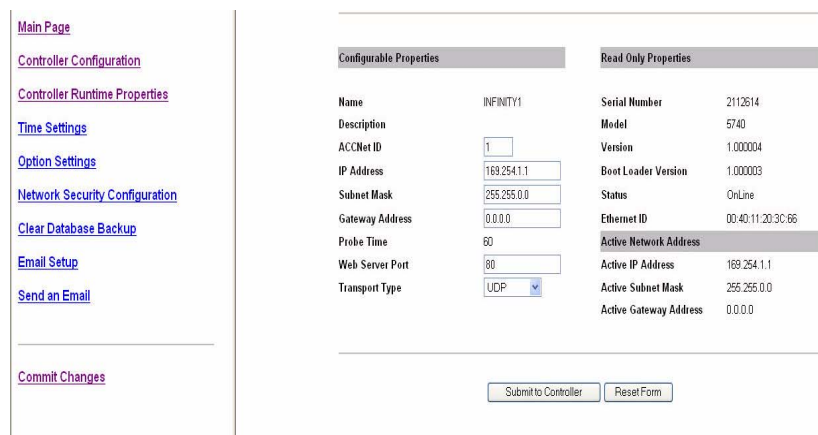 Main Page
Controller Configuration
Controller Runtime Properties
Time Settings
Option Settings
Network Security Configuration
Clear Database Backup
Email Setup
Send an Email
Commit Changes
Configurable Properties
Name INFINITY1
Description
ACCNet ID 1
IP Address 169.254.1.1
Subnet Mask 255.255.0.0
Gateway Address 0.0.0.0
Probe Time 60
Web Server Port 80
Transport Type UDP
Read Only Properties
Serial Number 2112614
Model 5740
Version 1.000004
Boot Loader Version 1.000003
Status OnLine
Ethernet ID 00:40:11:20:3C:66
Active Network Address
Active IP Address 169.254.1.1
Active Subnet Mask 255.255.0.0
Active Gateway Address 0.0.0.0
Submit to Controller Reset Form